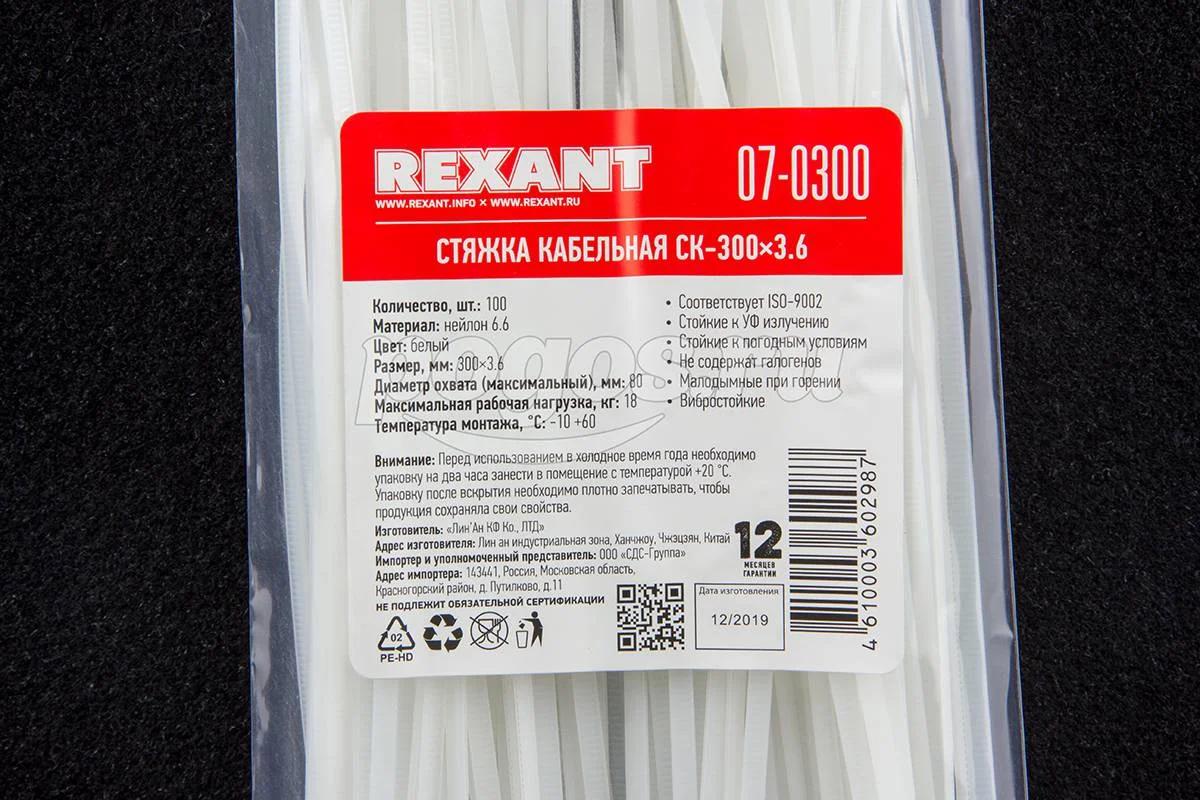 REXANT
07-0300
WWW.REXANT.INFO × WWW.REXANT.RU
СТЯЖКА КАБЕЛЬНАЯ СК-300×3.6
Количество, шт.: 100
Материал: нейлон 6.6
Цвет: белый
Размер, мм: 300×3.6
Диаметр охвата (максимальный), мм: 80
Максимальная рабочая нагрузка, кг: 18
Температура монтажа, °С: -10 +60
• Соответствует ISO-9002
• Стойкие к УФ излучению
• Стойкие к погодным условиям
• Не содержат галогенов
• Малодымные при горении
• Вибростойкие
pogos.ru
Внимание: Перед использованием в холодное время года необходимо
упаковку на два часа занести в помещение с температурой +20 °С.
Упаковку после вскрытия необходимо плотно запечатывать, чтобы
продукция сохраняла свои свойства.
Изготовитель: «Лин'Ан КФ Ко., ЛТД»
Адрес изготовителя: Лин ан индустриальная зона, Ханчжоу, Чжэцзян, Китай
Импортер и уполномоченный представитель: ООО «СДС-Группа»
Адрес импортера: 143441, Россия, Московская область,
Красногорский район, д. Путилково, д.11
НЕ ПОДЛЕЖИТ ОБЯЗАТЕЛЬНОЙ СЕРТИФИКАЦИИ
12
МЕСЯЦЕВ
ГАРАНТИИ
02
PE-HD
Дата изготовления
12/2019
4 610003 602987